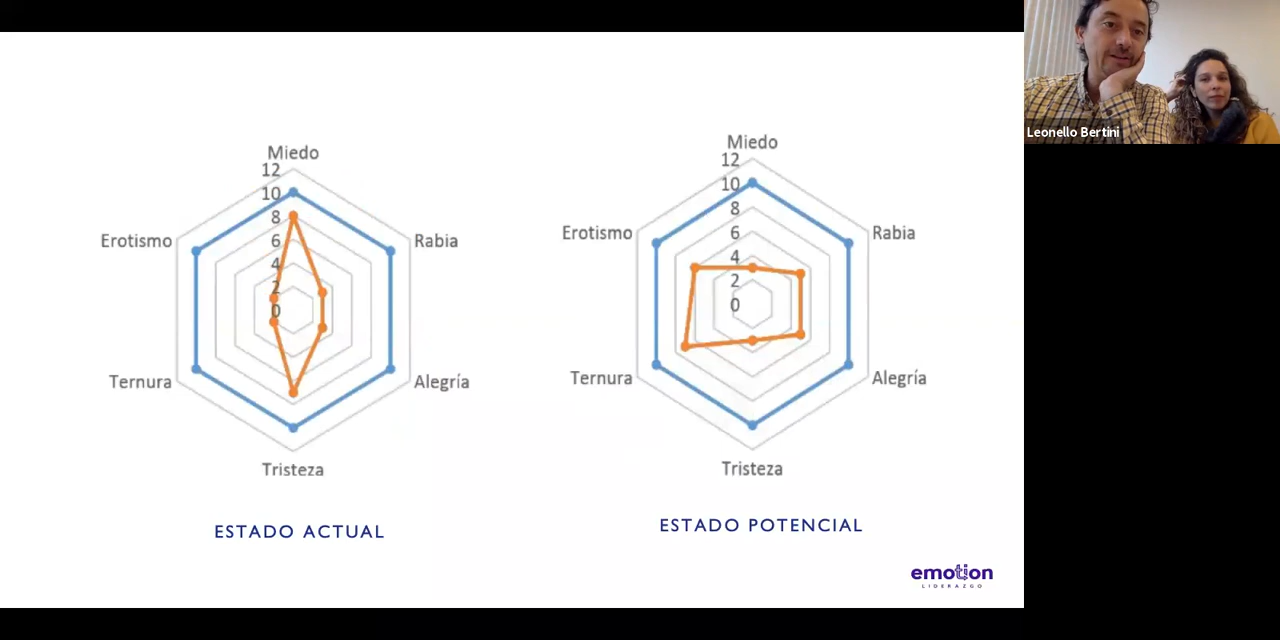 Miedo
12
10
8
6
4
2
0
Erotismo
Rabia
Ternura
Alegría
Tristeza
ESTADO ACTUAL
Miedo
12
10
8
6
4
2
0
Erotismo
Rabia
Ternura
Alegría
Tristeza
ESTADO POTENCIAL
emotion
LIDERAZGO
Leonello Bertini